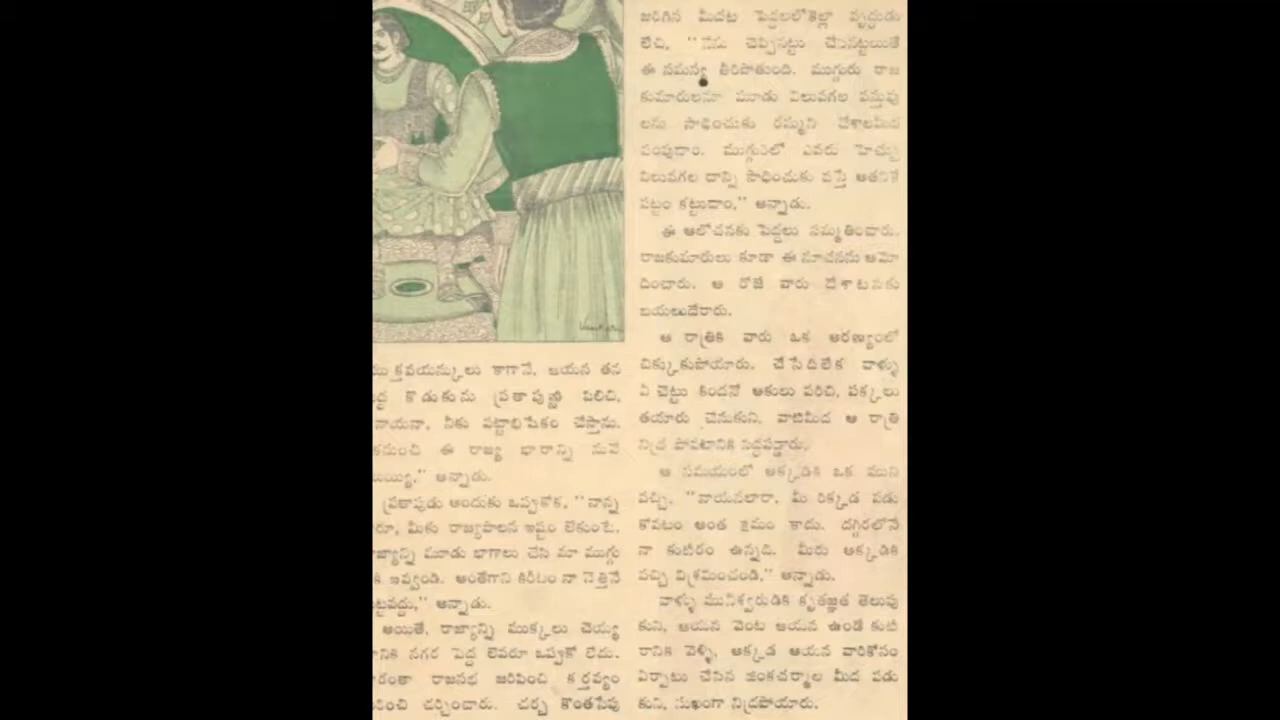 యుక్తవయస్కులు కాగానే, ఆయన తన
కొడుకును ప్రతాపుణ్ణి పిలిచి,
నాయనా, నీకు పట్టాభిషేకం చేస్తాను.
ఈ రాజ్య భారాన్ని నువే
అన్నాడు.
ప్రతాపుడు అందుకు ఒప్పుకోక, "నాన్న
మీకు రాజ్యపాలన ఇష్టం లేకుంటే,
రాజ్యాన్ని మూడు భాగాలు చేసి మా ముగ్గు
కి ఇవ్వండి. అంతేగాని కిరీటం నా నెత్తినే
ట్టవద్దు," అన్నాడు.
అయితే, రాజ్యాన్ని ముక్కలు చెయ్య
నికి నగర పెద్ద లెవరూ ఒప్పుకో లేదు.
రంతా రాజసభ జరిపించి కర్తవ్యం
చర్చించారు. చర్చ కొంతసేపు
జరిగిన మీదట పెద్దలలోకెల్లా వృద్ధుడు
లేచి, "నేను చెప్పినట్టు చేసినట్టయితే
ఈ సమస్య తీరిపోతుంది. ముగ్గురు రాజ
కుమారులనూ మూడు విలువగల వస్తువు
లను సాధించుకు రమ్మని దేశాలమీద
పంపుదాం. ముగ్గురిలో ఎవరు హెచ్చు
విలువగల దాన్ని సాధించుకు వస్తే అతనికే
పట్టం కట్టుదాం," అన్నాడు.
ఈ ఆలోచనకు పెద్దలు సమ్మతించారు.
రాజకుమారులు కూడా ఈ సూచనను ఆమో
దించారు. ఆ రోజే వారు దేశాటనకు
బయలుదేరారు.
ఆ రాత్రికి వారు ఒక అరణ్యంలో
చిక్కుకుపోయారు. చేసేదిలేక వాళ్ళు
ఏ చెట్టు కిందనో ఆకులు పరిచి, పక్కలు
తయారు చేసుకుని, వాటిమీద ఆ రాత్రి
నిద్ర పోవటానికి సిద్ధపడ్డారు.
ఆ సమయంలో అక్కడికి ఒక ముని
వచ్చి, "నాయనలారా, మీ రిక్కడ పడు
కోవటం అంత క్షేమం కాదు. దగ్గిరలోనే
నా కుటీరం ఉన్నది. మీరు అక్కడికి
వచ్చి విశ్రమించండి," అన్నాడు.
వాళ్ళు మునీశ్వరుడికి కృతజ్ఞత తెలుపు
కుని, ఆయన వెంట ఆయన ఉండే కుటీ
రానికి వెళ్ళి, అక్కడ ఆయన వారికోసం
ఏర్పాటు చేసిన జింకచర్మాల మీద పడు
కుని, సుఖంగా నిద్రపోయారు.